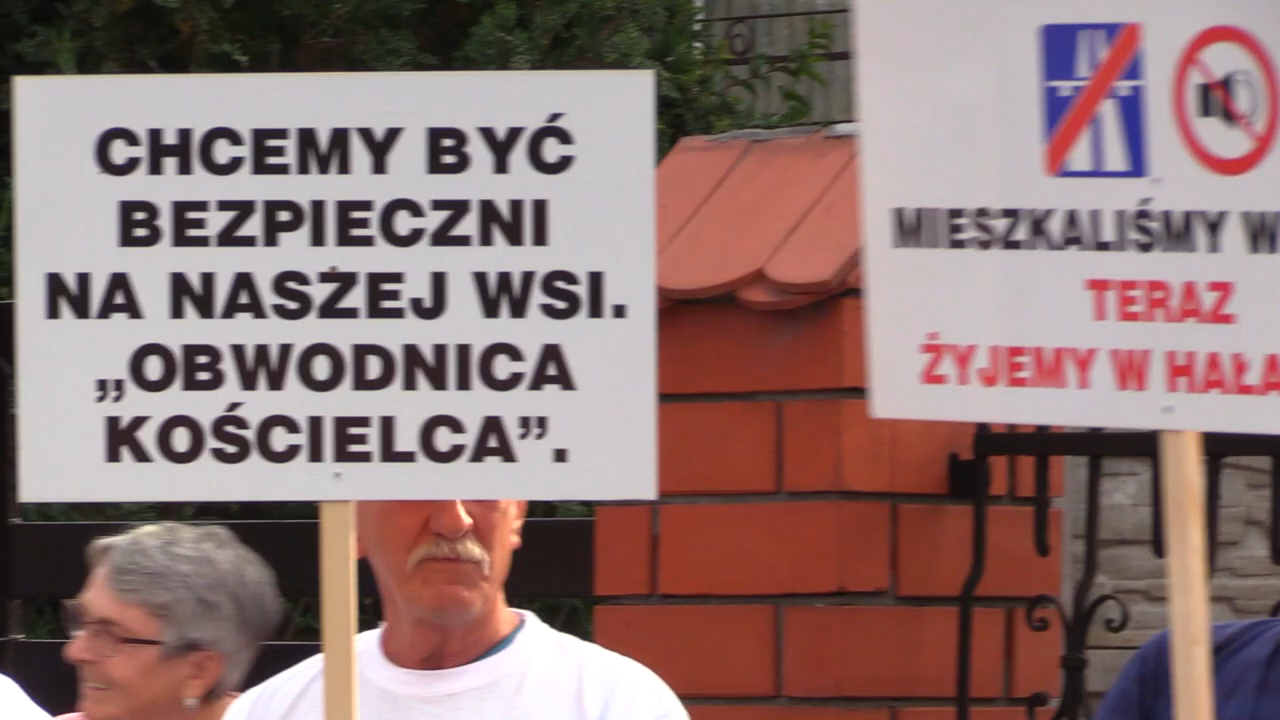 CHCEMY BYĆ
BEZPIECZNI
NA NASZEJ WSI.
„OBWODNICA
KOŚCIELCA”.
MIESZKALIŚMY W
TERAZ
ŻYJEMY W